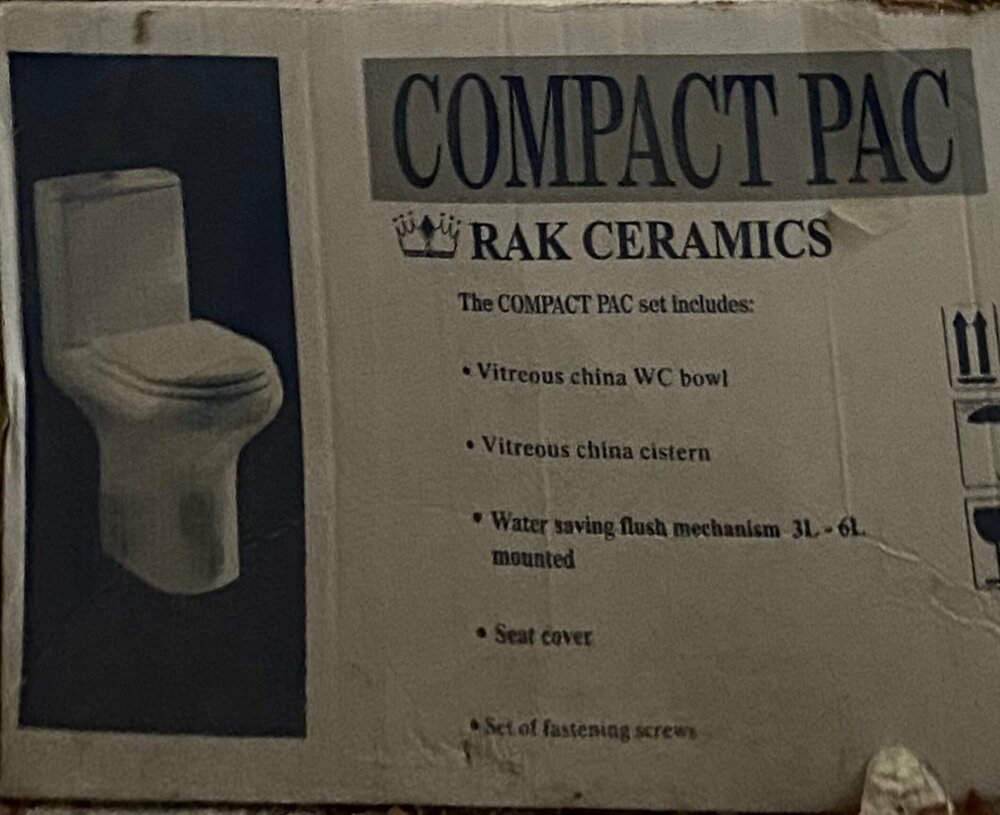 COMPACT PAC
RAK CERAMICS
The COMPACT PAC set includes:
• Vitreous china WC bowl
• Vitreous china cistern
• Water saving flush mechanism 3L - 6L
mounted
• Seat cover
• Set of fastening screws